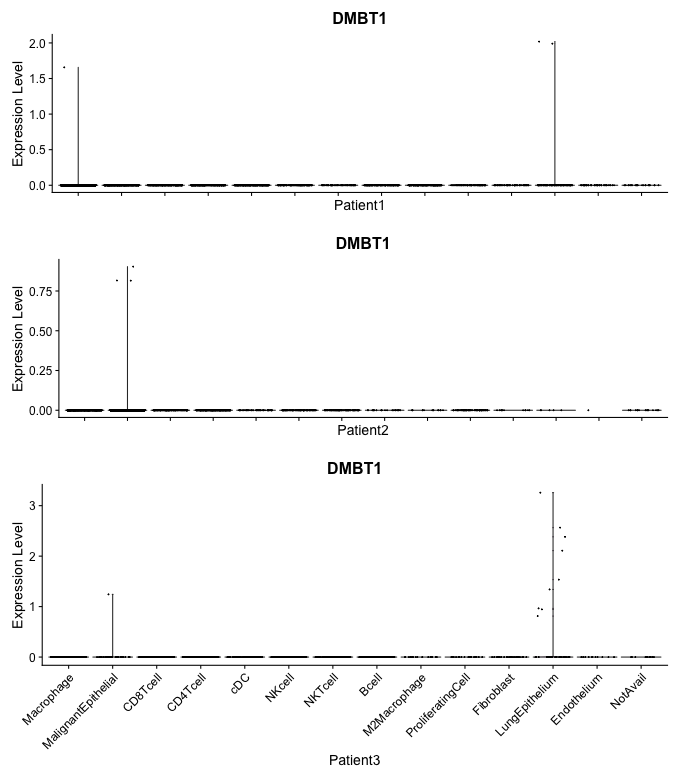 DMBT1
Expression Level
2.0
1.5
1.0
0.5
0.0
Patient1
DMBT1
Expression Level
0.75
0.50
0.25
0.00
Patient2
DMBT1
Expression Level
3
2
1
0
Macrophage
MalignantEpithelial
CD8Tcell
CD4Tcell
cDC
NKcell
NKTcell
Bcell
M2Macrophage
ProliferatingCell
Fibroblast
LungEpithelium
Endothelium
NotAvail
Patient3